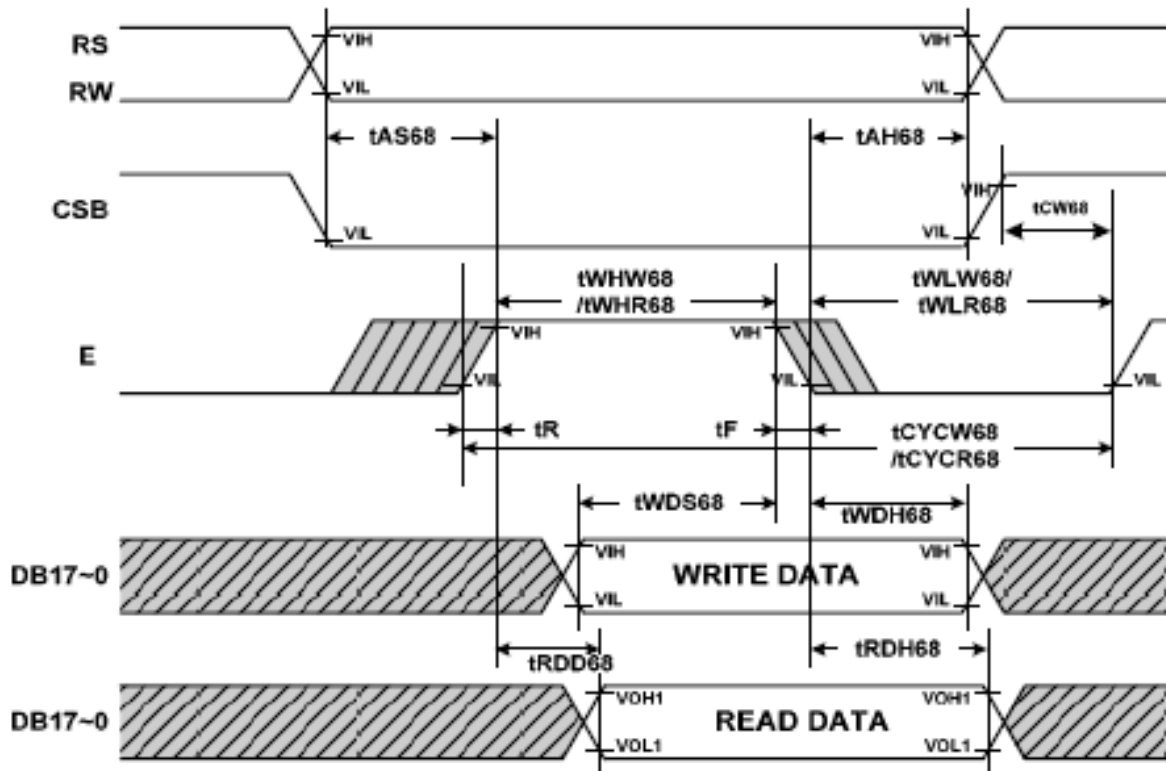 RS
VIH
VIH
RW
VIL
VIL
tAS68
tAH68
CSB
VIH
tCW68
VIL
VIL
tWHW68
/tWHR68
tWLW68/
tWLR68
E
VIH
VIH
VIL
VIL
VIL
tR
tF
tCYCW68
/tCYCR68
tWDS68
tWDH68
DB17~0
VIH
WRITE DATA
VIH
VIL
VIL
tRDD68
tRDH68
DB17~0
VOH1
READ DATA
VOH1
VOL1
VOL1